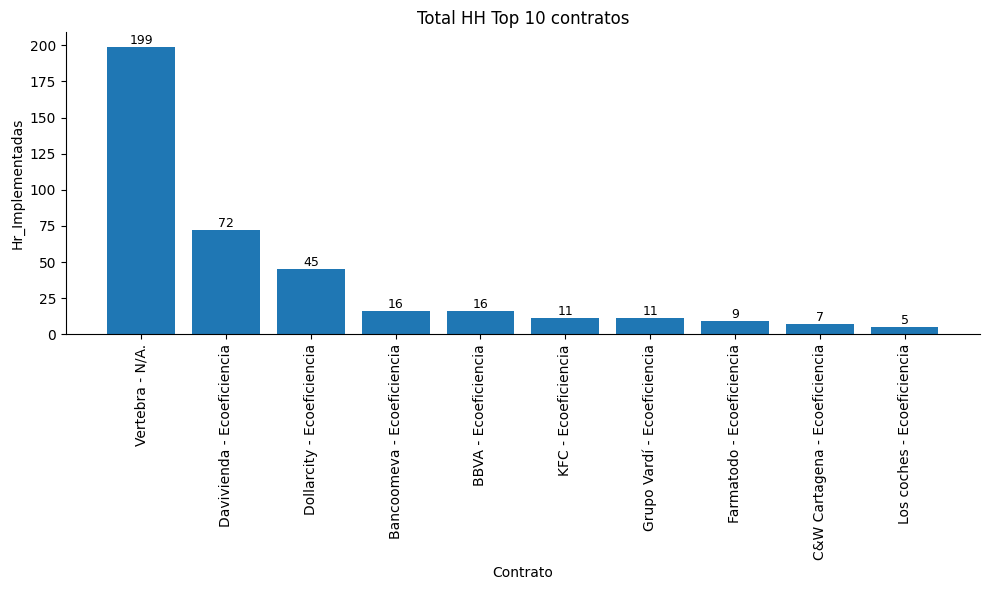 Total HH Top 10 contratos
Hr_Implementadas
200
175
150
125
100
75
50
25
0
199
72
45
16
16
11
11
9
7
5
Vertebra - N/A.
Davivienda - Ecoeficiencia
Dollarcity - Ecoeficiencia
Bancoomeva - Ecoeficiencia
BBVA - Ecoeficiencia
KFC - Ecoeficiencia
Grupo Vardí - Ecoeficiencia
Farmatodo - Ecoeficiencia
C&W Cartagena - Ecoeficiencia
Los coches - Ecoeficiencia
Contrato